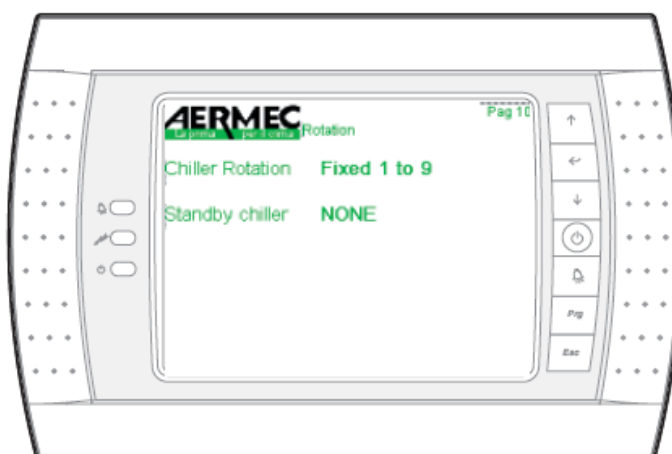 AERMEC
Pag 10
La prima per il clima
Rotation
Chiller Rotation Fixed 1 to 9
Standby chiller NONE
Prg
Esc